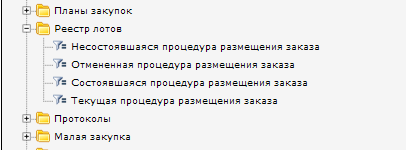 Планы закупок
Реестр лотов
Несостоявшаяся процедура размещения заказа
Отмененная процедура размещения заказа
Состоявшаяся процедура размещения заказа
Текущая процедура размещения заказа
Протоколы
Малая закупка